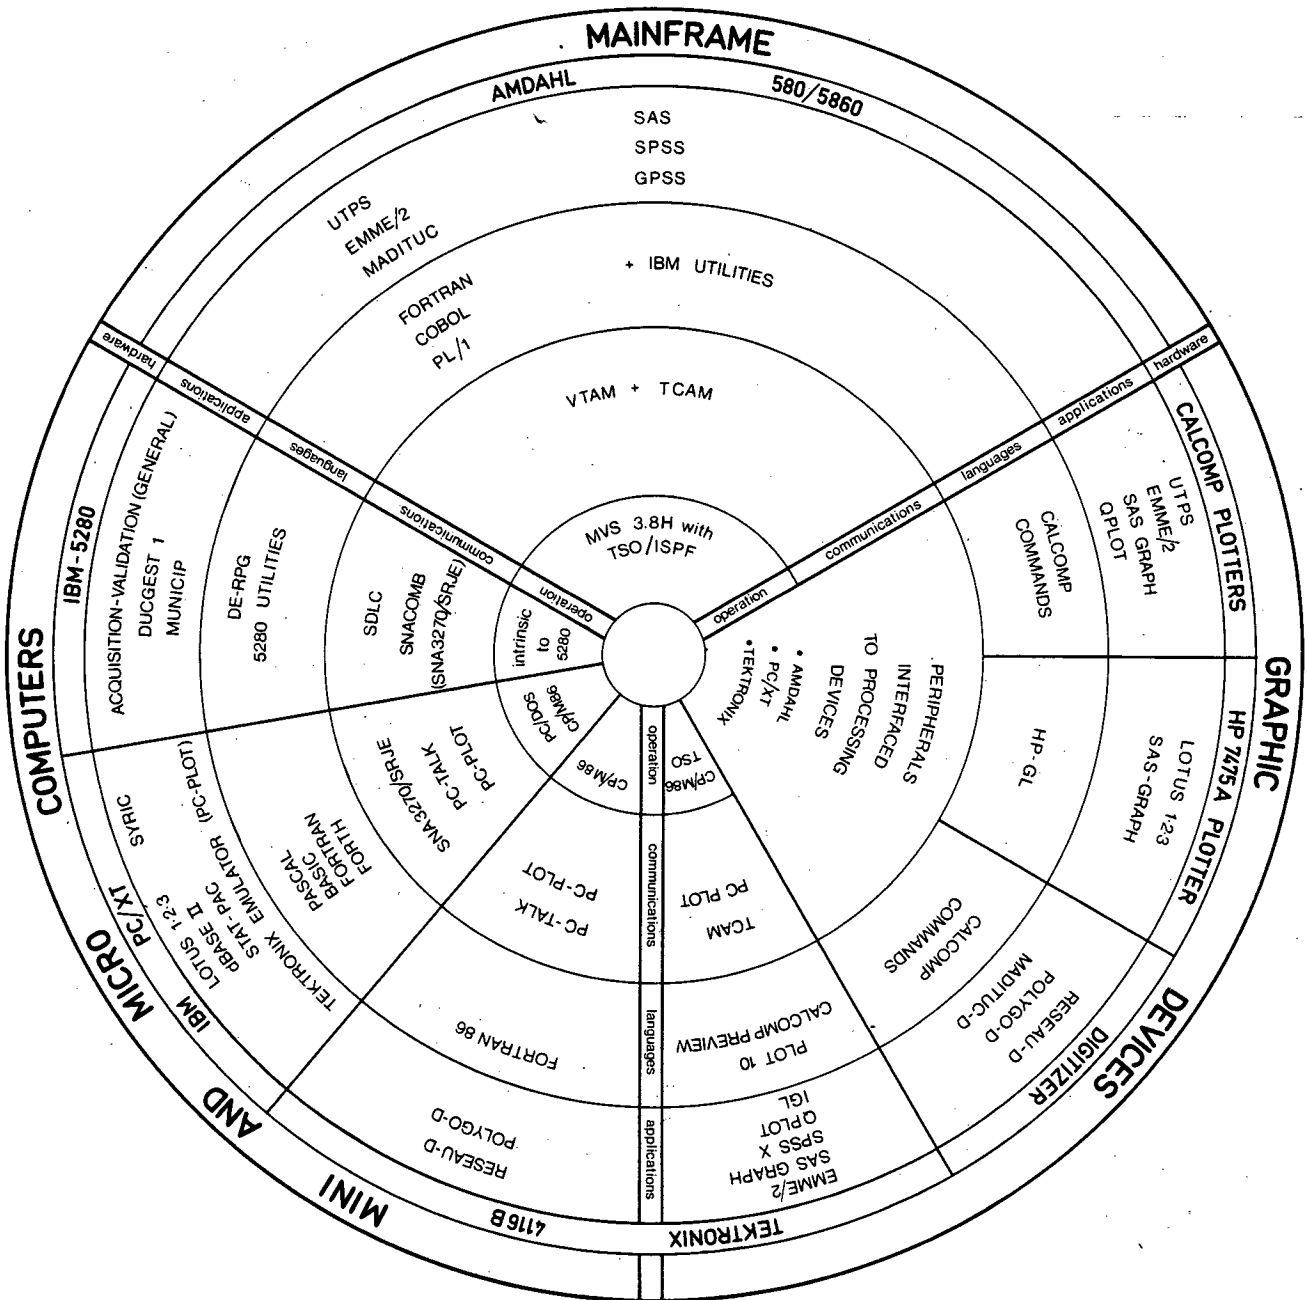 MAINFRAME
AMDAHL 580/5860
SAS
SPSS
GPSS
UTPS
EMME/2
MADITUC
FORTRAN
COBOL
PL/1
+ IBM UTILITIES
VTAM + TCAM
MVS 3.8H with
TSO/ISPF
hardware
applications
languages
communications
operation
hardware
applications
languages
communications
operation
GRAPHIC DEVICES
CALCOMP PLOTTERS
UTPS
EMME/2
SAS GRAPH
QPLOT
CALCOMP
COMMANDS
HP 7475A PLOTTER
LOTUS 1·2·3
SAS-GRAPH
HP-GL
PERIPHERALS
INTERFACED
TO PROCESSING
DEVICES
• AMDAHL
• PC/XT
• TEKTRONIX
DIGITIZER
RESEAU-D
POLYGO-D
MADITUC-D
CALCOMP
COMMANDS
TEKTRONIX 4116B
EMME/2
SAS GRAPH
SPSS X
QPLOT
IGL
PLOT 10
CALCOMP PREVIEW
TCAM
PC PLOT
CP/M86
TSO
operation
communications
languages
applications
MINI AND MICRO COMPUTERS
RESEAU-D
POLYGO-D
FORTRAN 86
PC-TALK
PC-PLOT
CP/M86
IBM PC/XT
SYRIC
LOTUS 1·2·3
dBASE II
STAT-PAC
TEKTRONIX EMULATOR (PC-PLOT)
PASCAL
BASIC
FORTRAN
FORTH
SNA3270/SRJE
PC-TALK
PC-PLOT
PC/DOS
CP/M86
IBM-5280
ACQUISITION-VALIDATION (GENERAL)
DUCGEST 1
MUNICIP
DE-RPG
5280 UTILITIES
SDLC
SNACOMB
(SNA3270/SRJE)
intrinsic
to
5280